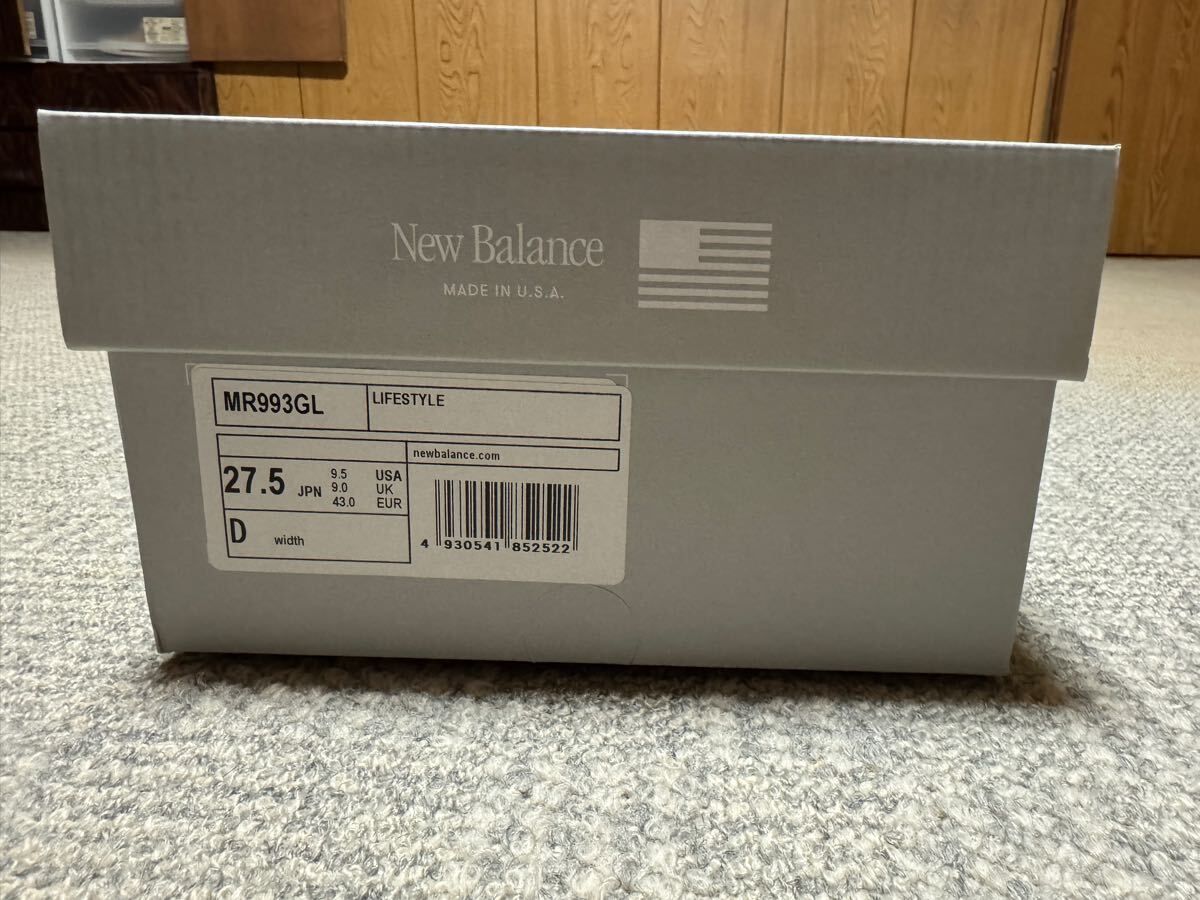 New Balance
MADE IN U.S.A.
MR993GL
LIFESTYLE
newbalance.com
27.5 JPN
9.5 USA
9.0 UK
43.0 EUR
D width
4 930541 852522